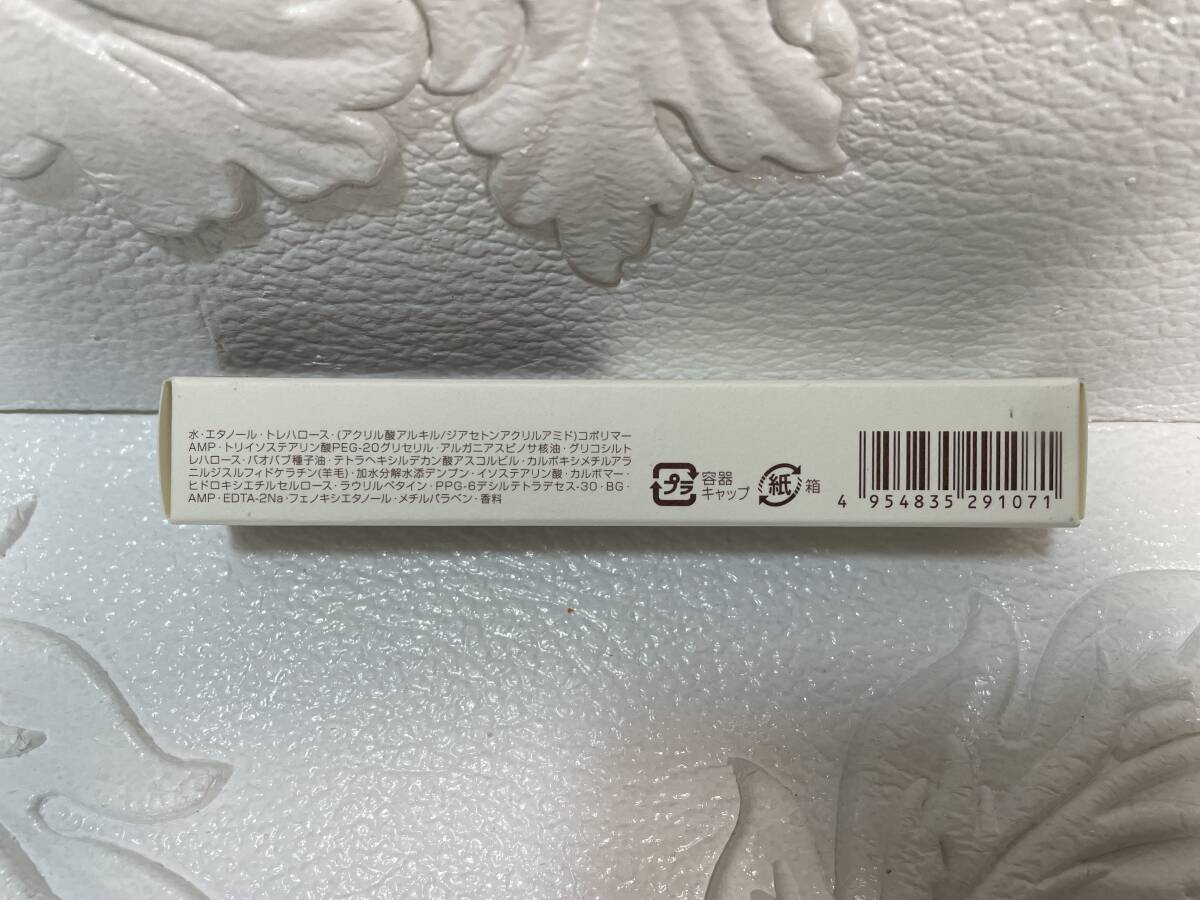 水・エタノール・トレハロース・(アクリル酸アルキル/ジアセトンアクリルアミド)コポリマー
AMP・トリイソステアリン酸PEG-20グリセリル・アルガニアスピノサ核油・グリコシルト
レハロース・バオバブ種子油・テトラヘキシルデカン酸アスコルビル・カルボキシメチルアラ
ニルジスルフィドケラチン(羊毛)・加水分解水添デンプン・イソステアリン酸・カルボマー・
ヒドロキシエチルセルロース・ラウリルベタイン・PPG-6デシルテトラデセス-30・BG・
AMP・EDTA-2Na・フェノキシエタノール・メチルパラベン・香料
プラ
容器
キャップ
紙
箱
4 954835 291071